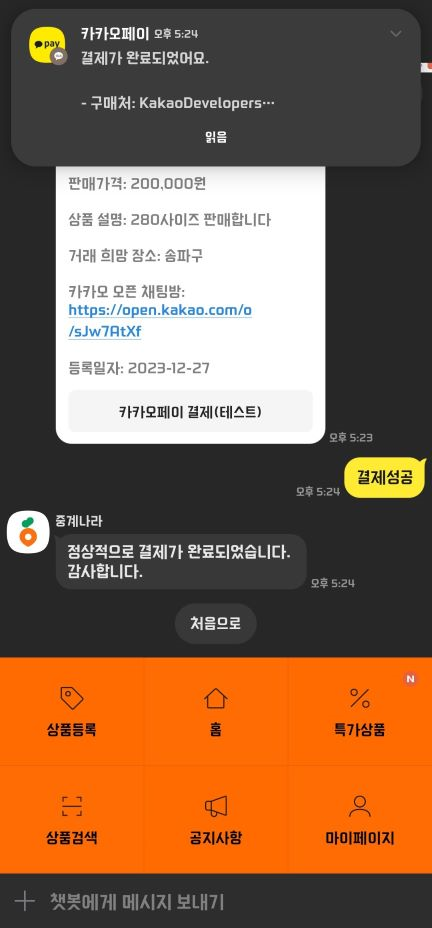 pay
카카오페이 오후 5:24
결제가 완료되었어요.
- 구매처: KakaoDevelopers…
읽음
판매가격: 200,000원
상품 설명: 280사이즈 판매합니다
거래 희망 장소: 송파구
카카오 오픈 채팅방:
https://open.kakao.com/o
/sJw7AtXf
등록일자: 2023-12-27
카카오페이 결제(테스트)
오후 5:23
결제성공
오후 5:24
중계나라
정상적으로 결제가 완료되었습니다.
감사합니다.
오후 5:24
처음으로
N
상품등록
홈
특가상품
상품검색
공지사항
마이페이지
챗봇에게 메시지 보내기